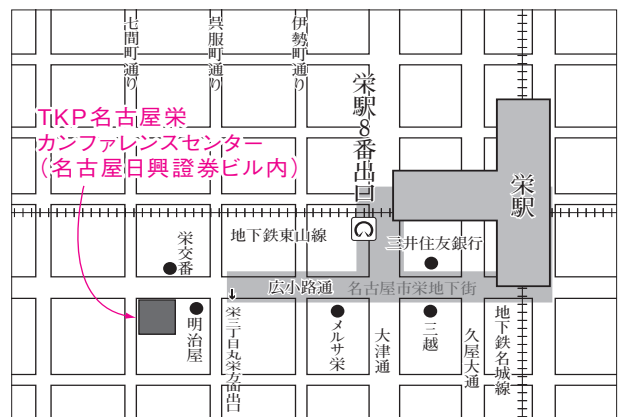 七間町通り
呉服町通り
伊勢町通り
TKP名古屋栄
カンファレンスセンター
(名古屋日興證券ビル内)
栄駅8番出口
栄駅
栄交番
地下鉄東山線
三井住友銀行
広小路通
名古屋市栄地下街
明治屋
栄三丁目丸栄方面出口
メルサ栄
大津通
三越
久屋大通
地下鉄名城線